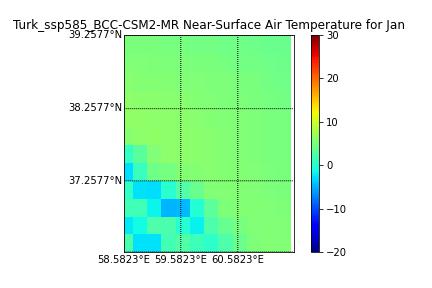 Turk_ssp585_BCC-CSM2-MR Near-Surface Air Temperature for Jan
39.2577°N
38.2577°N
37.2577°N
58.5823°E 59.5823°E 60.5823°E
30
20
10
0
−10
−20